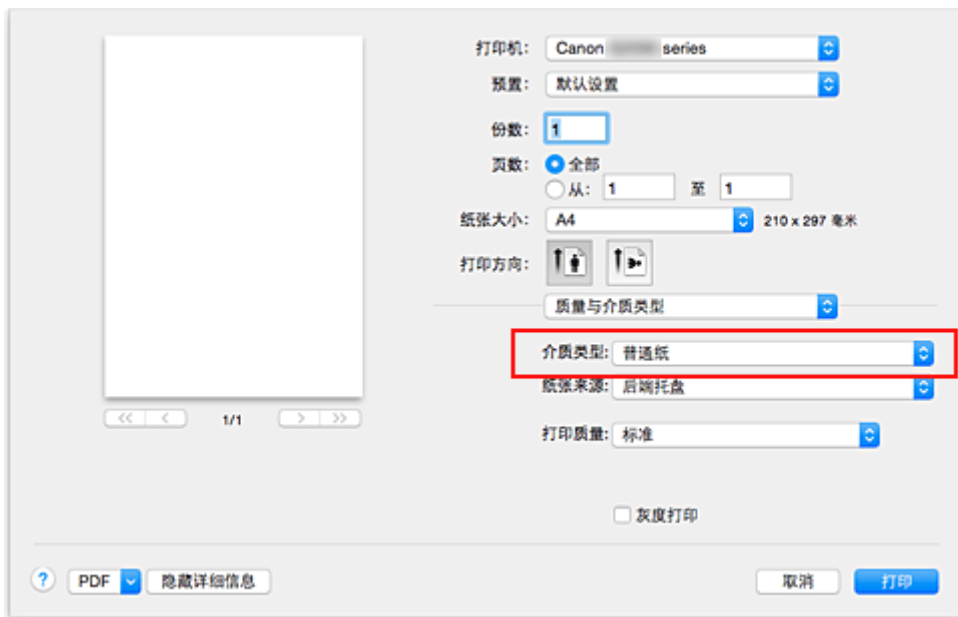 打印机: Canon series
预置: 默认设置
份数: 1
页数: 全部
从: 1 至 1
纸张大小: A4 210 x 297 毫米
打印方向:
质量与介质类型
介质类型: 普通纸
纸张来源: 后端托盘
1/1
打印质量: 标准
灰度打印
? PDF 隐藏详细信息 取消 打印